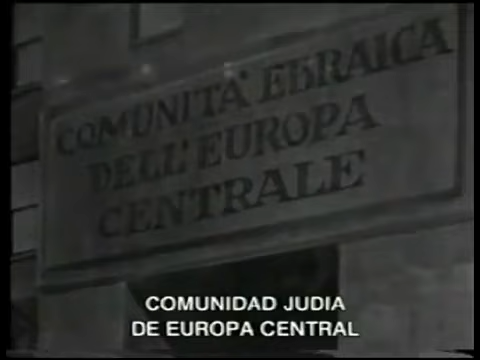 COMUNITA' EBRAICA
DELL'EUROPA
CENTRALE
COMUNIDAD JUDIA
DE EUROPA CENTRAL